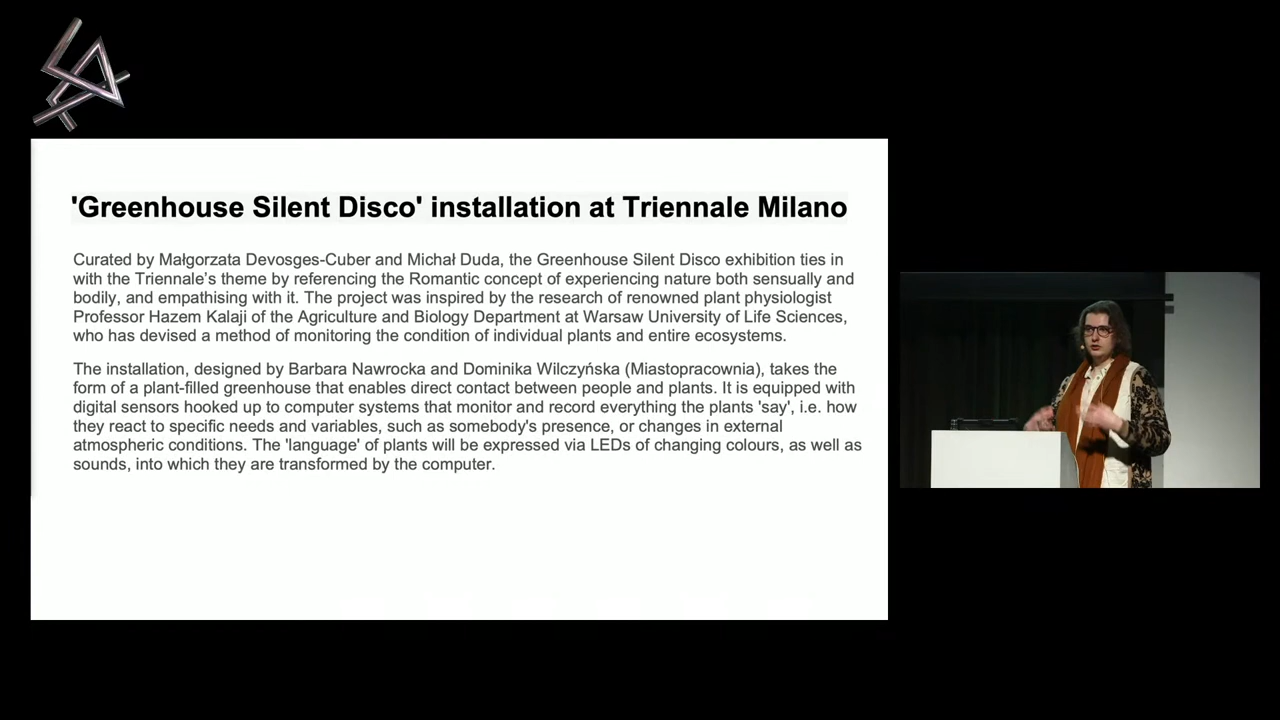 'Greenhouse Silent Disco' installation at Triennale Milano
Curated by Małgorzata Devosges-Cuber and Michał Duda, the Greenhouse Silent Disco exhibition ties in
with the Triennale’s theme by referencing the Romantic concept of experiencing nature both sensually and
bodily, and empathising with it. The project was inspired by the research of renowned plant physiologist
Professor Hazem Kalaji of the Agriculture and Biology Department at Warsaw University of Life Sciences,
who has devised a method of monitoring the condition of individual plants and entire ecosystems.
The installation, designed by Barbara Nawrocka and Dominika Wilczyńska (Miastopracownia), takes the
form of a plant-filled greenhouse that enables direct contact between people and plants. It is equipped with
digital sensors hooked up to computer systems that monitor and record everything the plants 'say', i.e. how
they react to specific needs and variables, such as somebody's presence, or changes in external
atmospheric conditions. The 'language' of plants will be expressed via LEDs of changing colours, as well as
sounds, into which they are transformed by the computer.